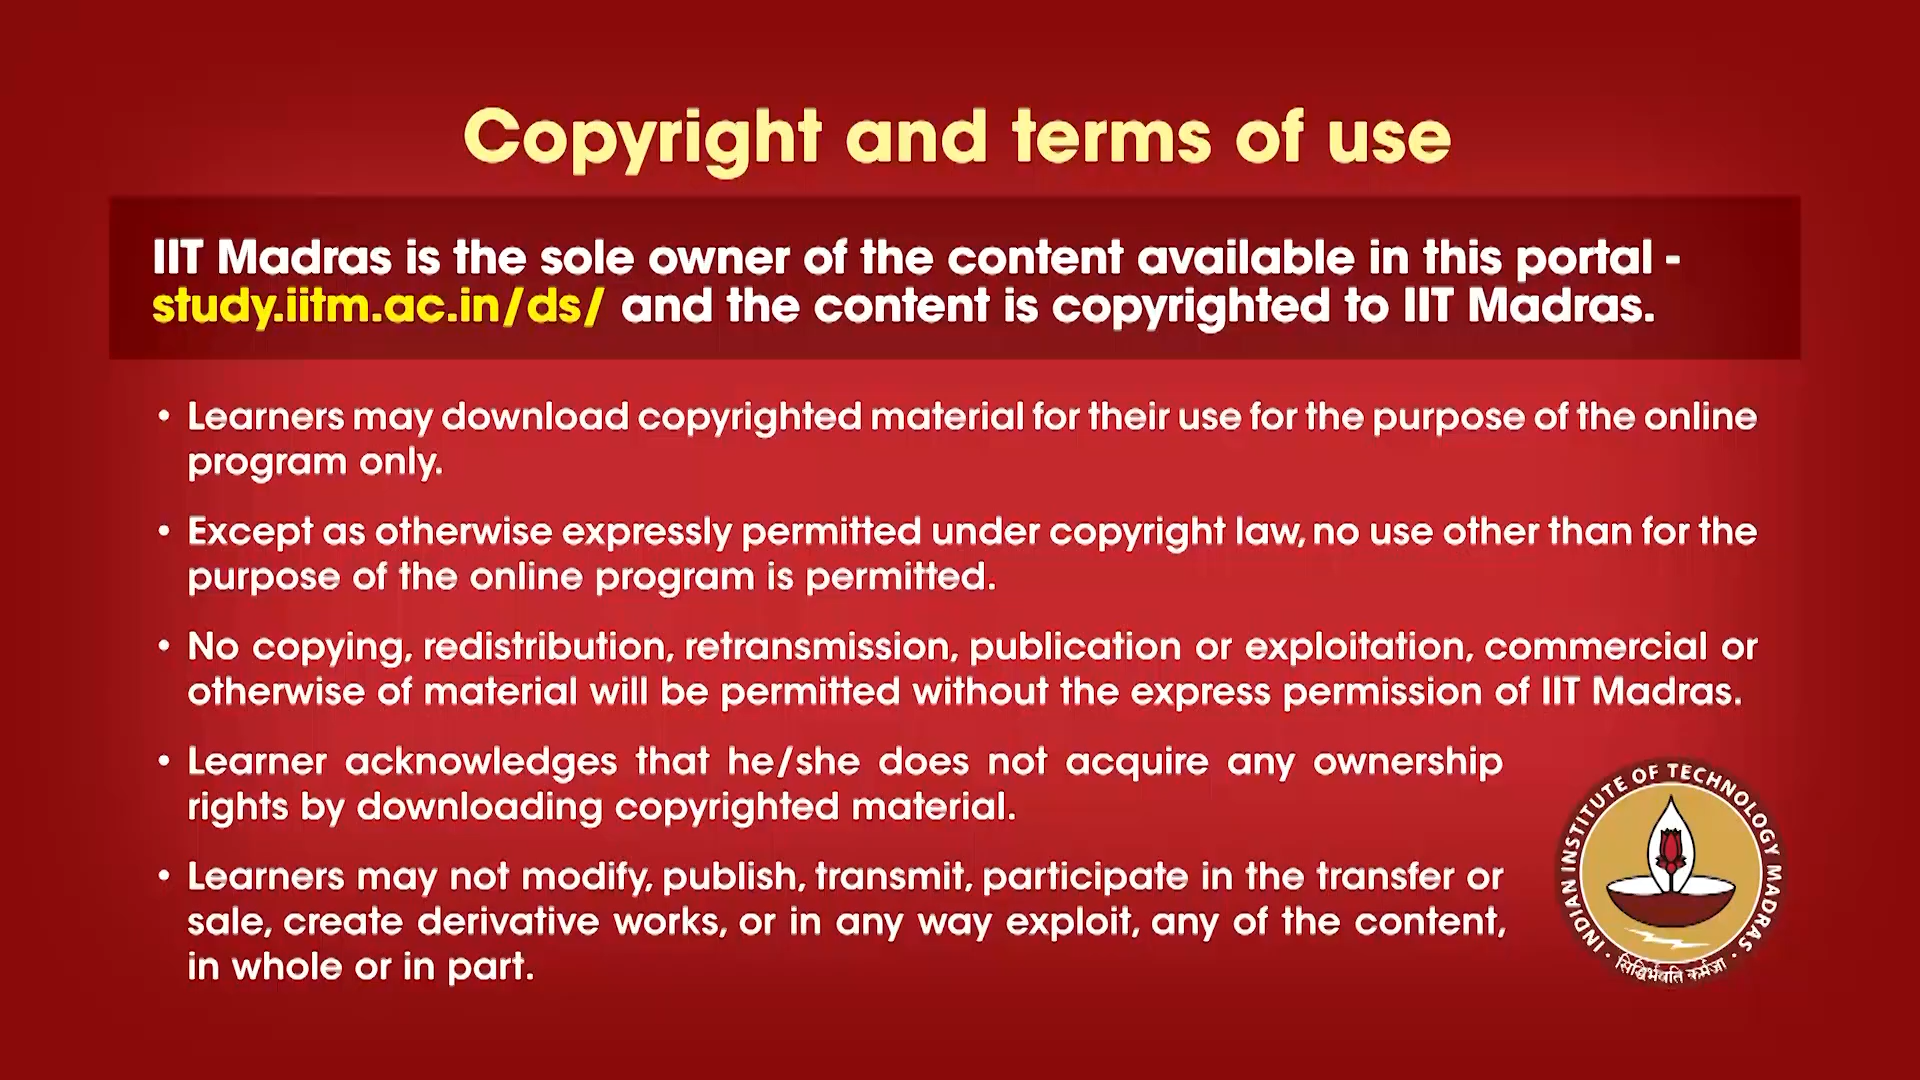 Copyright and terms of use
IIT Madras is the sole owner of the content available in this portal -
study.iitm.ac.in/ds/ and the content is copyrighted to IIT Madras.
• Learners may download copyrighted material for their use for the purpose of the online
program only.
• Except as otherwise expressly permitted under copyright law, no use other than for the
purpose of the online program is permitted.
• No copying, redistribution, retransmission, publication or exploitation, commercial or
otherwise of material will be permitted without the express permission of IIT Madras.
• Learner acknowledges that he/she does not acquire any ownership
rights by downloading copyrighted material.
• Learners may not modify, publish, transmit, participate in the transfer or
sale, create derivative works, or in any way exploit, any of the content,
in whole or in part.
INDIAN INSTITUTE OF TECHNOLOGY MADRAS
सिद्धिर्भवति कर्मजा